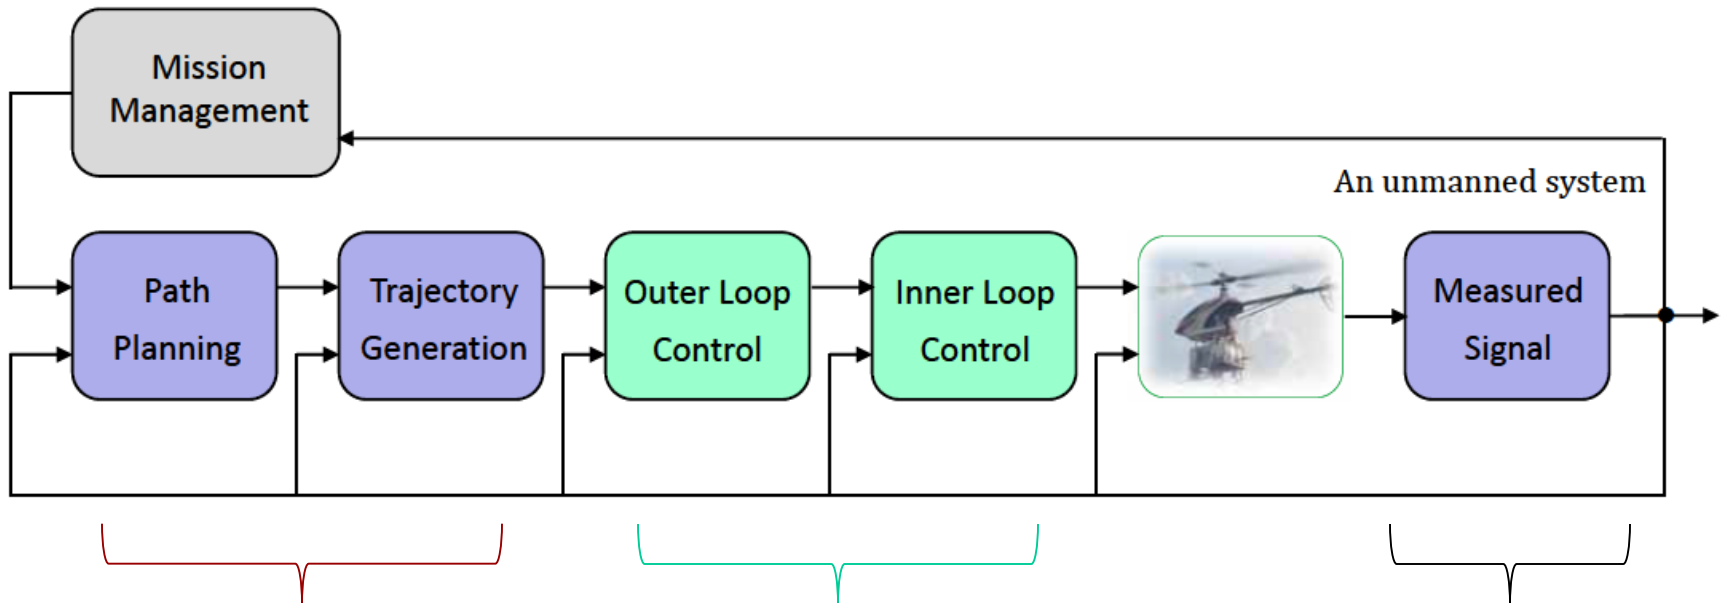 Mission
Management
An unmanned system
Path
Planning
Trajectory
Generation
Outer Loop
Control
Inner Loop
Control
Measured
Signal